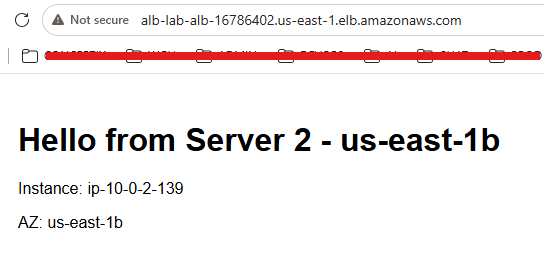 Not secure alb-lab-alb-16786402.us-east-1.elb.amazonaws.com
Hello from Server 2 - us-east-1b
Instance: ip-10-0-2-139
AZ: us-east-1b